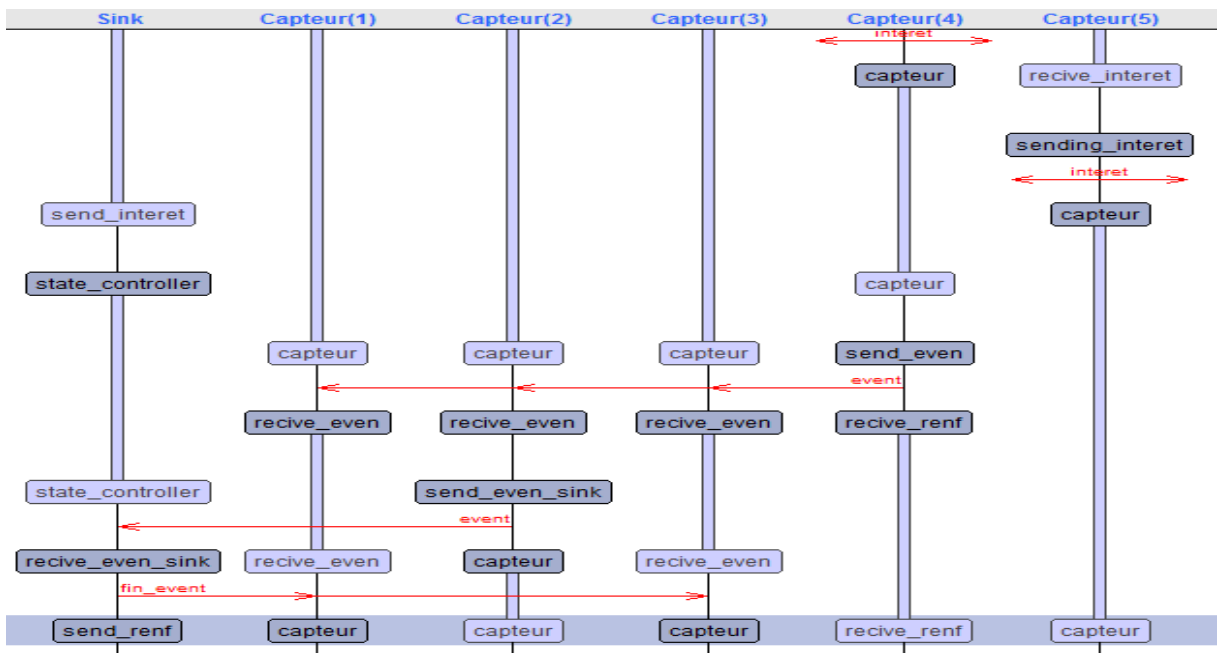 Sink Capteur(1) Capteur(2) Capteur(3) Capteur(4) Capteur(5)
interet
capteur recive_interet
sending_interet
interet
send_interet capteur
state_controller capteur
capteur capteur capteur send_even
event
recive_even recive_even recive_even recive_renf
state_controller send_even_sink
event
recive_even_sink recive_even capteur recive_even
fin_event
send_renf capteur capteur capteur recive_renf capteur